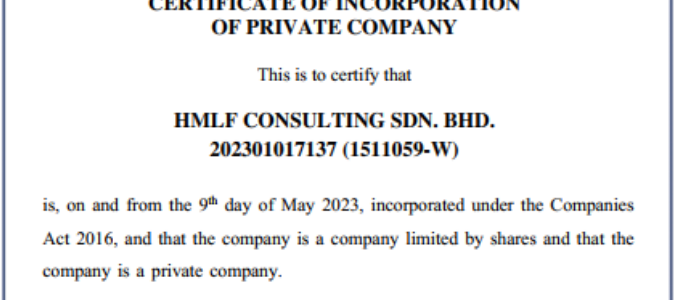 CERTIFICATE OF INCORPORATION
OF PRIVATE COMPANY
This is to certify that
HMLF CONSULTING SDN. BHD.
202301017137 (1511059-W)
is, on and from the 9th day of May 2023, incorporated under the Companies
Act 2016, and that the company is a company limited by shares and that the
company is a private company.